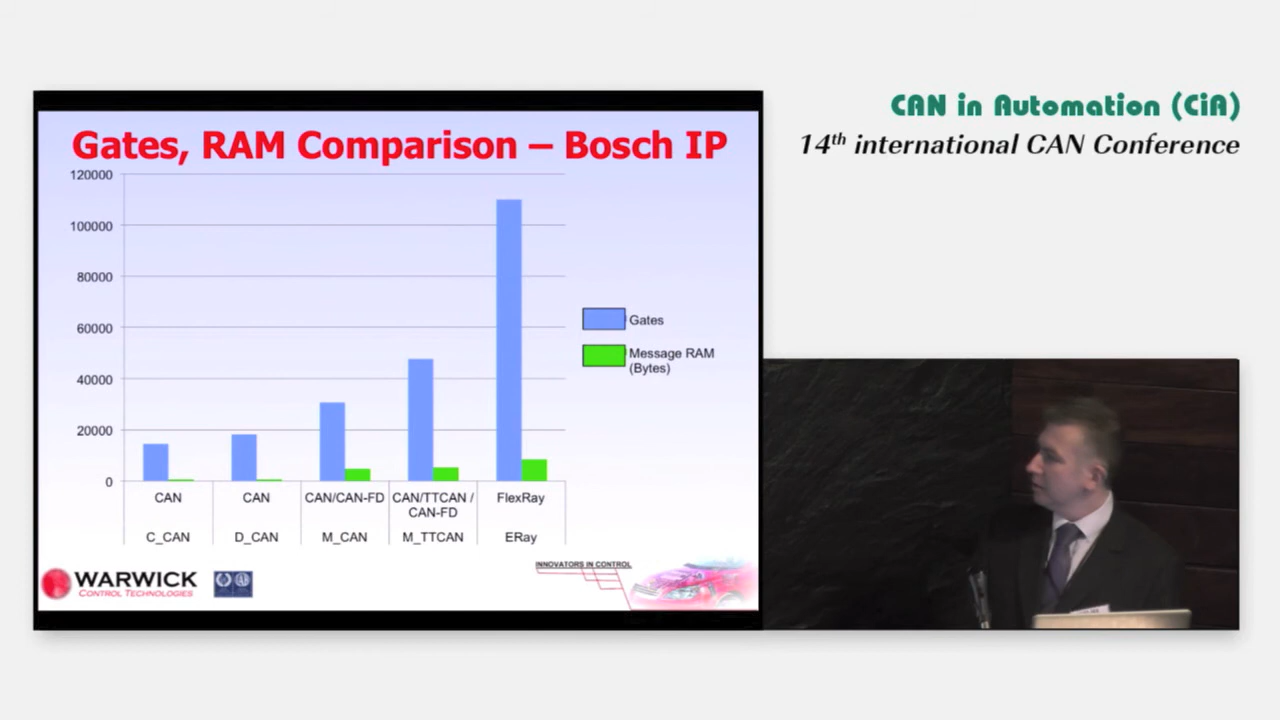 CAN in Automation (CiA)
14th international CAN Conference
Gates, RAM Comparison – Bosch IP
120000
100000
80000
60000
40000
20000
0
Gates
Message RAM
(Bytes)
CAN
CAN
CAN/CAN-FD
CAN/TTCAN /
CAN-FD
FlexRay
C_CAN
D_CAN
M_CAN
M_TTCAN
ERay
WARWICK
CONTROL TECHNOLOGIES
INNOVATORS IN CONTROL